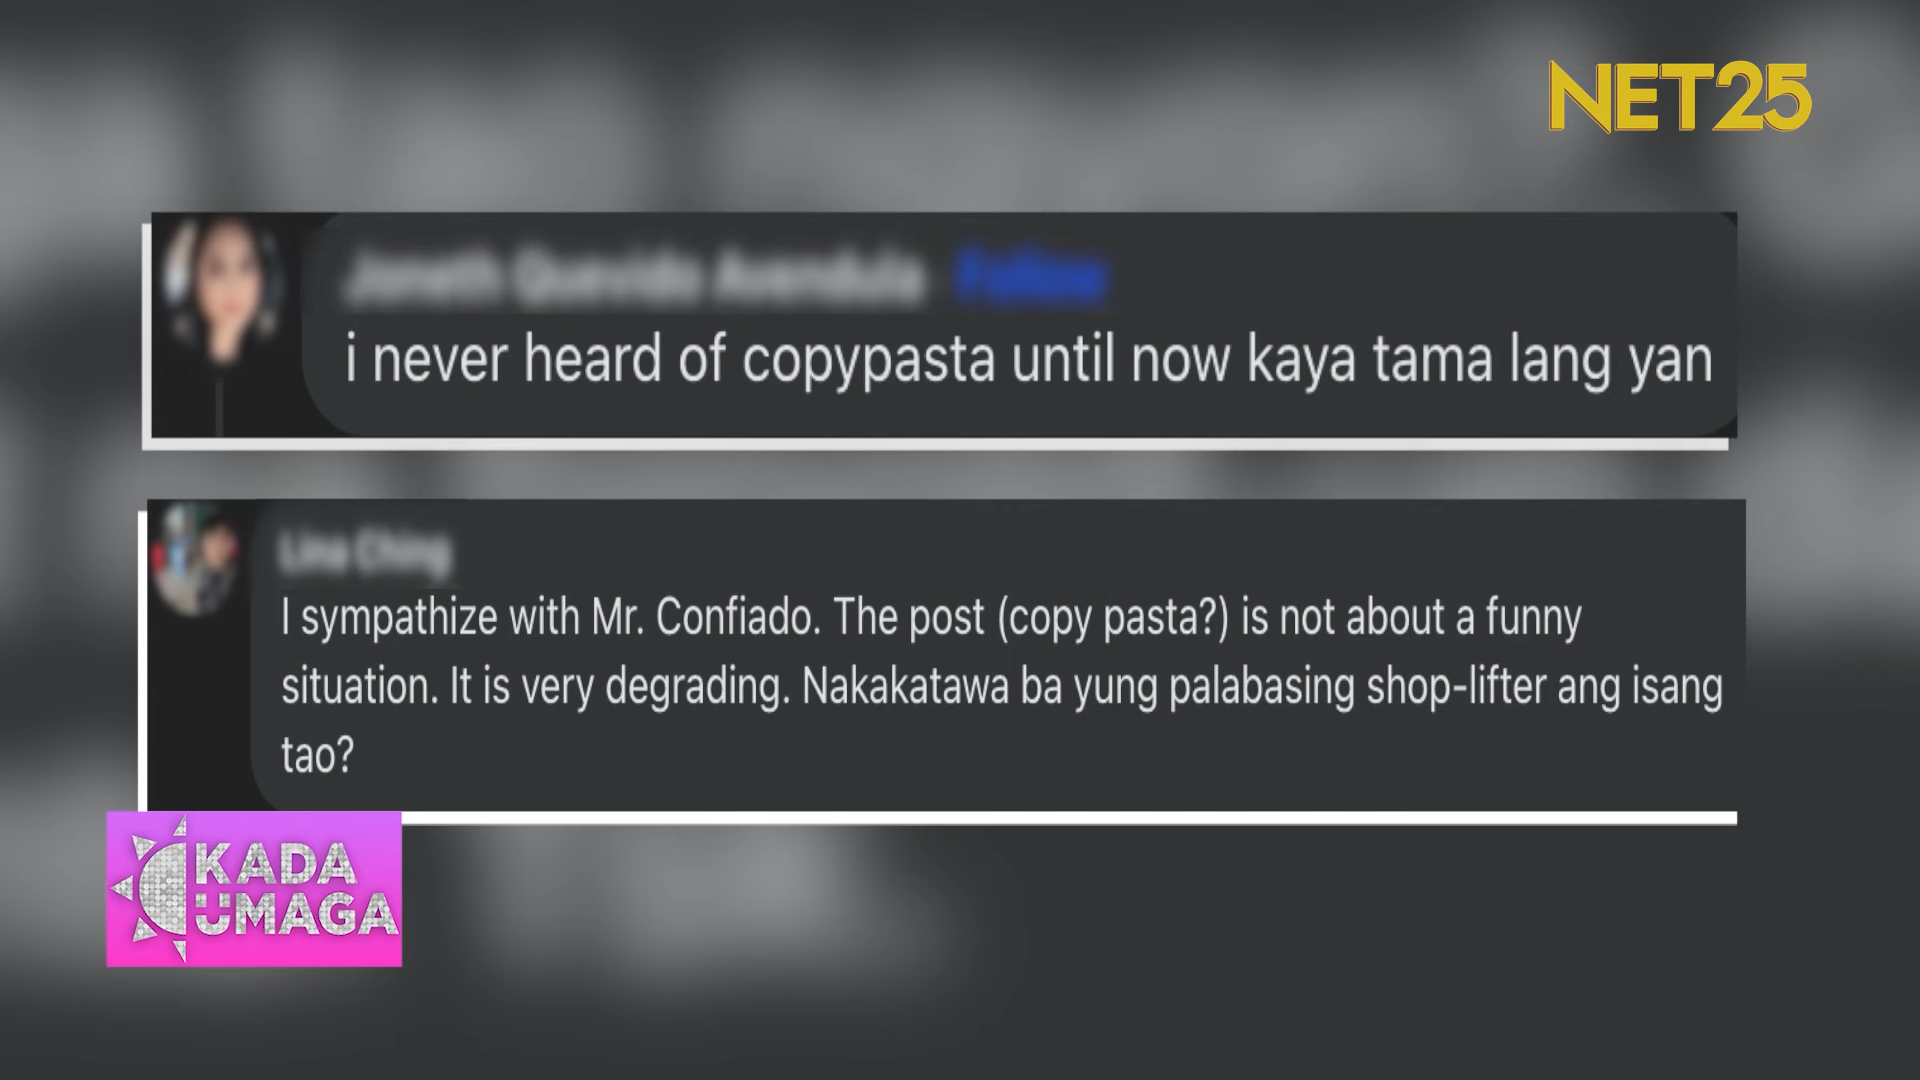 NET25
i never heard of copypasta until now kaya tama lang yan
I sympathize with Mr. Confiado. The post (copy pasta?) is not about a funny
situation. It is very degrading. Nakakatawa ba yung palabasing shop-lifter ang isang
tao?
KADA
UMAGA